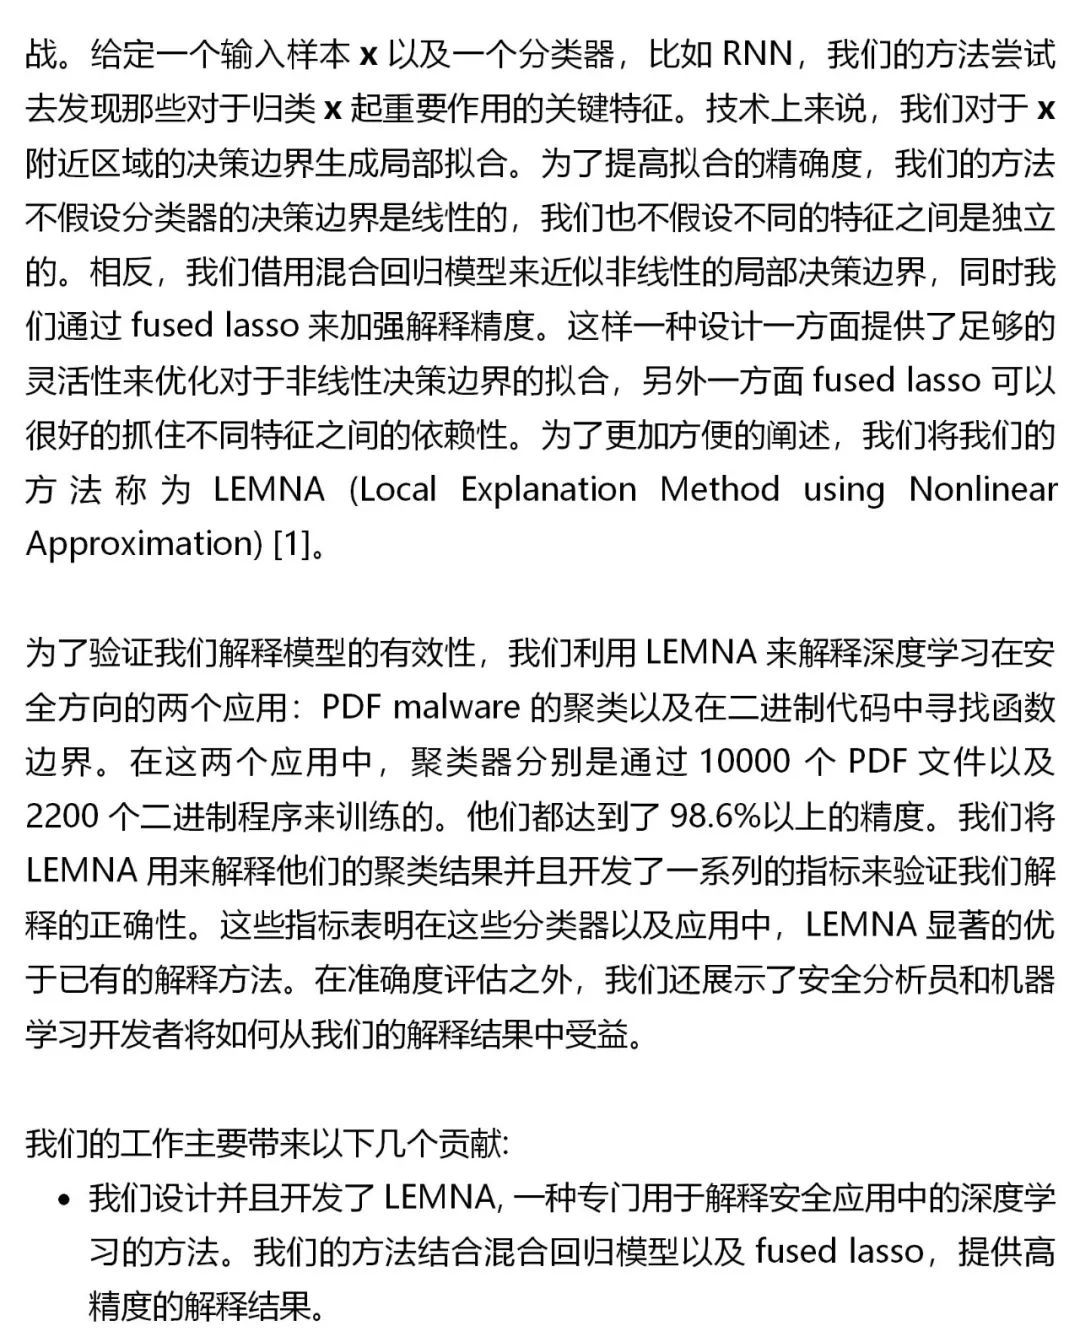 战。给定一个输入样本 x 以及一个分类器，比如 RNN，我们的方法尝试
去发现那些对于归类 x 起重要作用的关键特征。技术上来说，我们对于 x
附近区域的决策边界生成局部拟合。为了提高拟合的精确度，我们的方法
不假设分类器的决策边界是线性的，我们也不假设不同的特征之间是独立
的。相反，我们借用混合回归模型来近似非线性的局部决策边界，同时我
们通过 fused lasso 来加强解释精度。这样一种设计一方面提供了足够的
灵活性来优化对于非线性决策边界的拟合，另外一方面 fused lasso 可以
很好的抓住不同特征之间的依赖性。为了更加方便的阐述，我们将我们的
方法称为 LEMNA (Local Explanation Method using Nonlinear
Approximation) [1]。
为了验证我们解释模型的有效性，我们利用 LEMNA 来解释深度学习在安
全方向的两个应用：PDF malware 的聚类以及在二进制代码中寻找函数
边界。在这两个应用中，聚类器分别是通过 10000 个 PDF 文件以及
2200 个二进制程序来训练的。他们都达到了 98.6%以上的精度。我们将
LEMNA 用来解释他们的聚类结果并且开发了一系列的指标来验证我们解
释的正确性。这些指标表明在这些分类器以及应用中，LEMNA 显著的优
于已有的解释方法。在准确度评估之外，我们还展示了安全分析员和机器
学习开发者将如何从我们的解释结果中受益。
我们的工作主要带来以下几个贡献:
• 我们设计并且开发了 LEMNA, 一种专门用于解释安全应用中的深度学
习的方法。我们的方法结合混合回归模型以及 fused lasso，提供高
精度的解释结果。